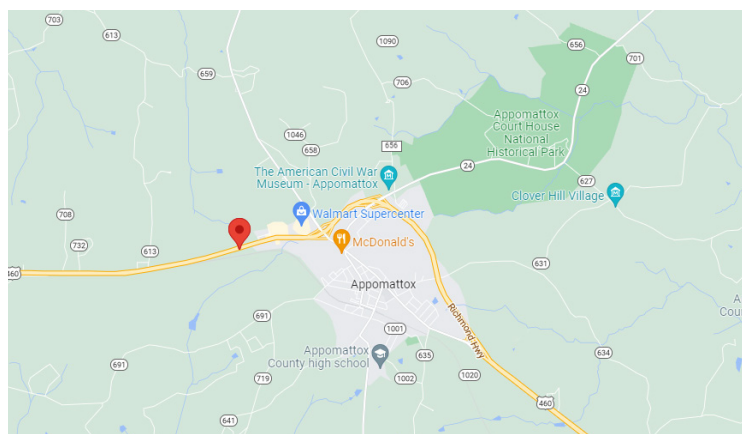 703
613
1090
656
701
659
706
24
Appomattox
Court House
National
Historical Park
1046
658
656
The American Civil War
Museum - Appomattox
24
627
Clover Hill Village
708
Walmart Supercenter
732
613
McDonald's
631
460
Appomattox
691
Richmond Hwy
1001
Appomattox
County high school
635
634
691
719
1002
1020
460
641
A
Cou